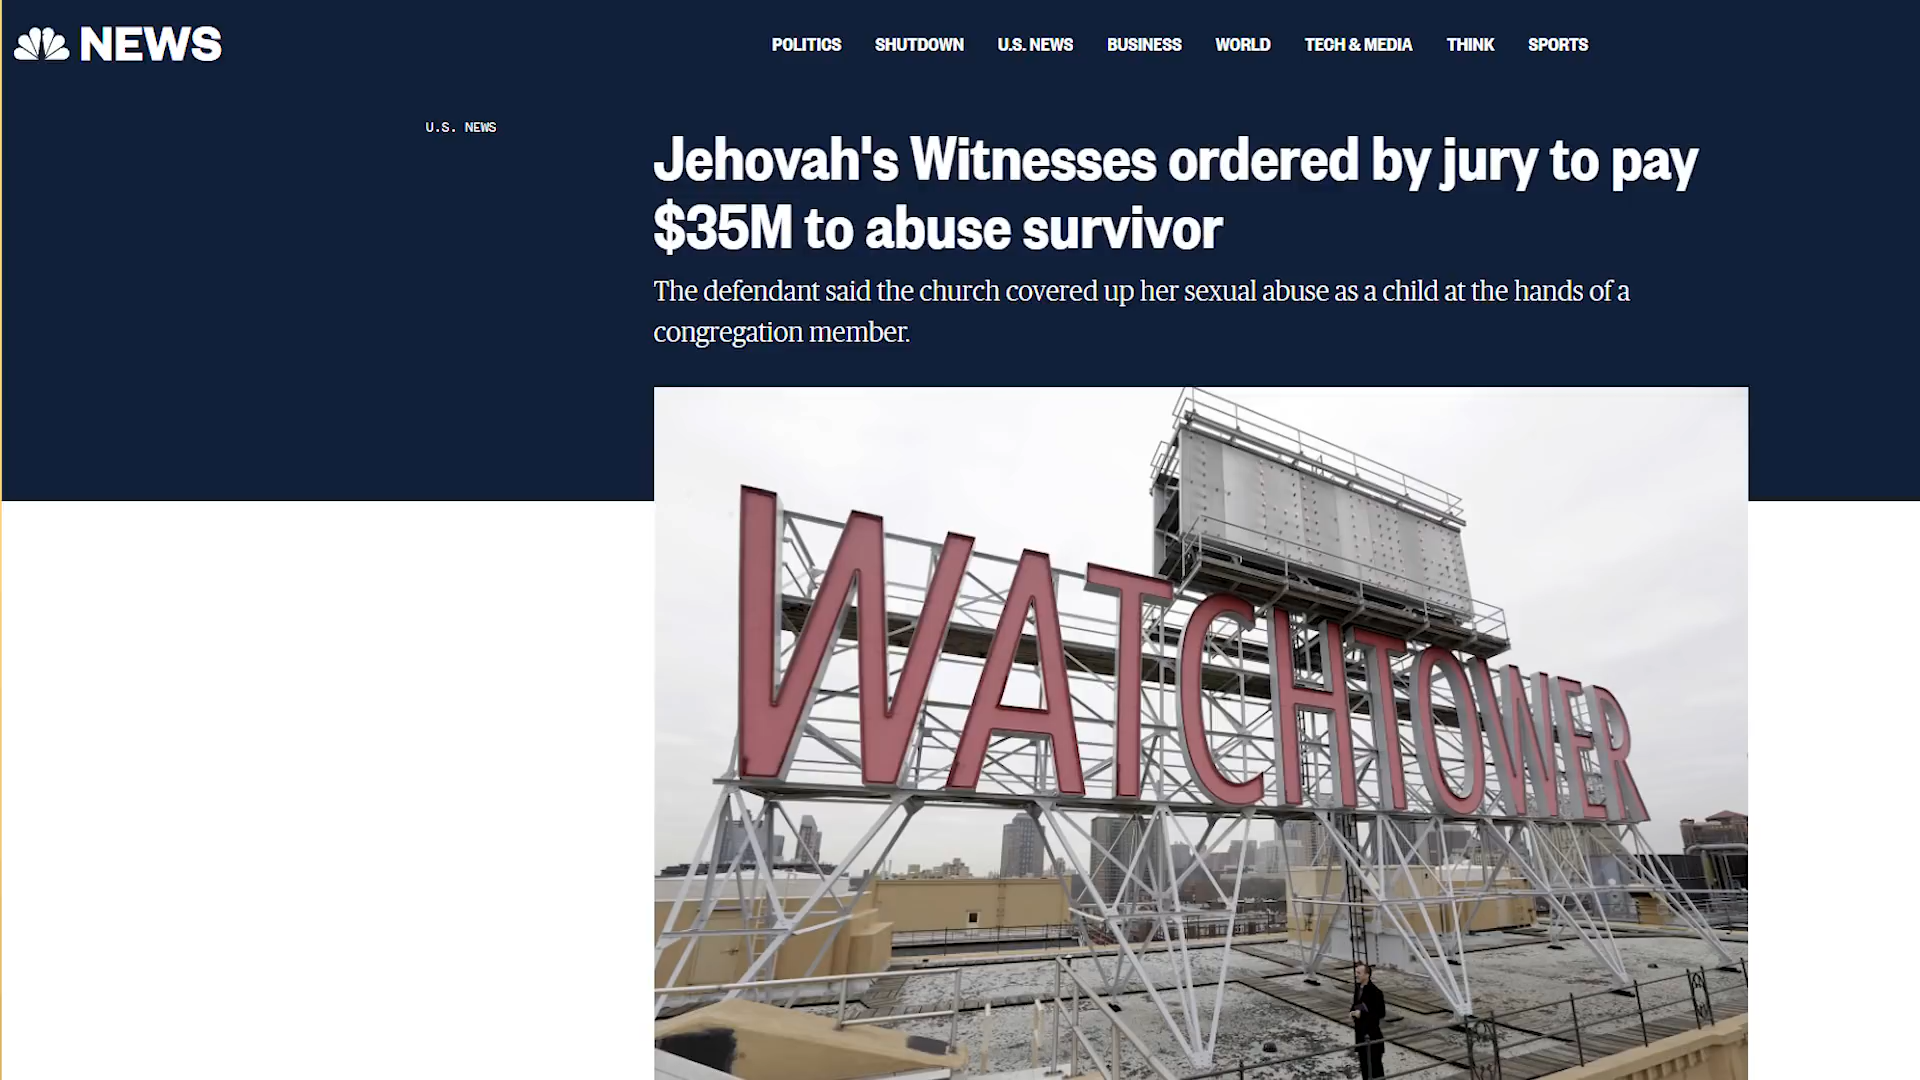 NEWS
POLITICS SHUTDOWN U.S. NEWS BUSINESS WORLD TECH & MEDIA THINK SPORTS
U.S. NEWS
Jehovah's Witnesses ordered by jury to pay
$35M to abuse survivor
The defendant said the church covered up her sexual abuse as a child at the hands of a
congregation member.
WATCHTOWER